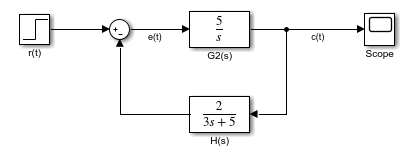 5
s
+
-
e(t)
c(t)
r(t)
G2(s)
Scope
2
3s + 5
H(s)